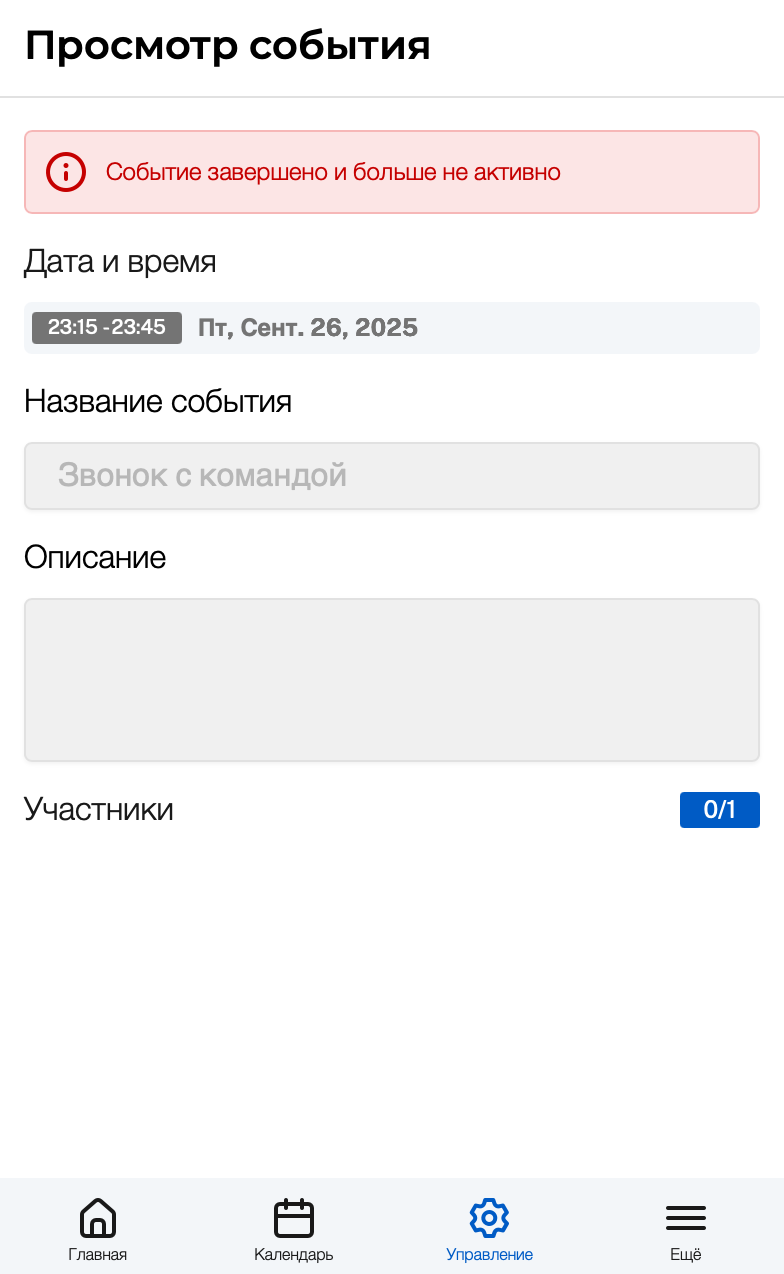 Просмотр события
Событие завершено и больше не активно
Дата и время
23:15 - 23:45 Пт, Сент. 26, 2025
Название события
Звонок с командой
Описание
Участники 0/1
Главная Календарь Управление Ещё